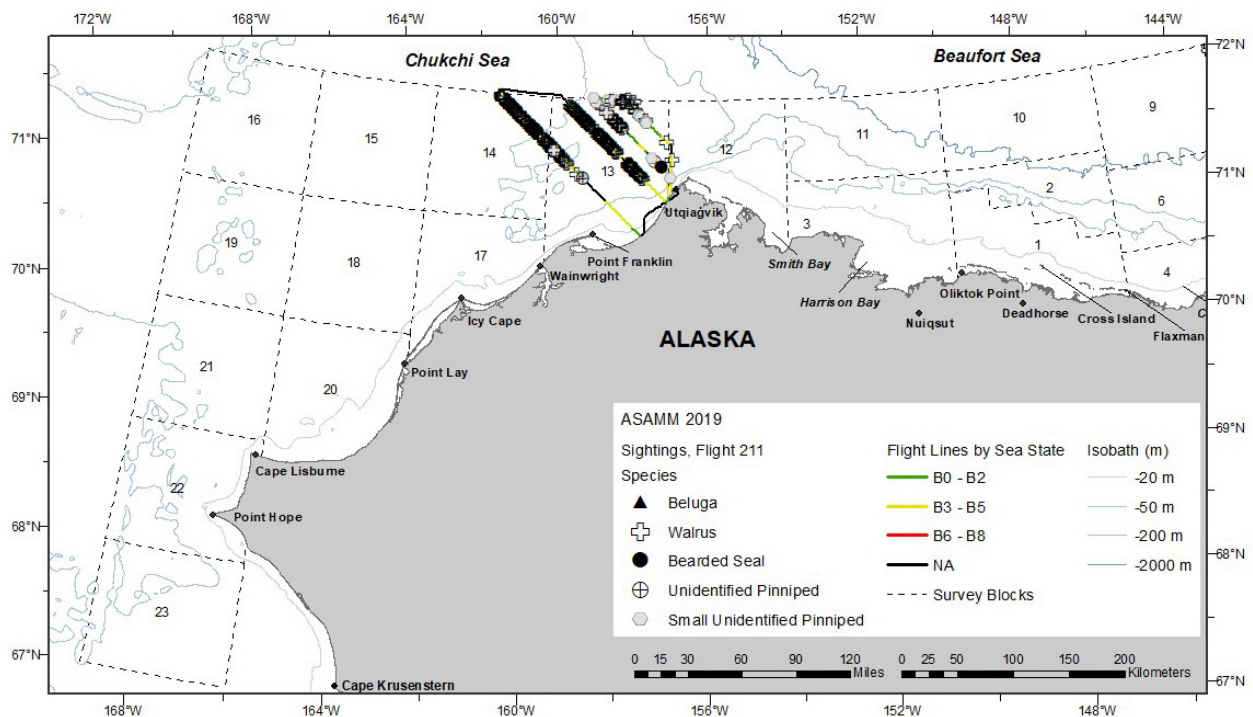 172°W
168°W
164°W
160°W
156°W
152°W
148°W
144°W
Chukchi Sea
Beaufort Sea
72°N
72°N
71°N
71°N
70°N
70°N
69°N
69°N
68°N
68°N
67°N
67°N
16
15
14
13
12
11
10
9
19
18
17
3
2
1
6
4
21
20
22
23
Utqiaġvik
Point Franklin
Wainwright
Icy Cape
Point Lay
Cape Lisburne
Point Hope
Cape Krusenstern
Smith Bay
Harrison Bay
Oliktok Point
Nuiqsut
Deadhorse
Cross Island
Flaxman
C
ALASKA
ASAMM 2019
Sightings, Flight 211
Species
Beluga
Walrus
Bearded Seal
Unidentified Pinniped
Small Unidentified Pinniped
Flight Lines by Sea State
B0 - B2
B3 - B5
B6 - B8
NA
Survey Blocks
Isobath (m)
-20 m
-50 m
-200 m
-2000 m
0 15 30 60 90 120
Miles
0 25 50 100 150 200
Kilometers
168°W
164°W
160°W
156°W
152°W
148°W